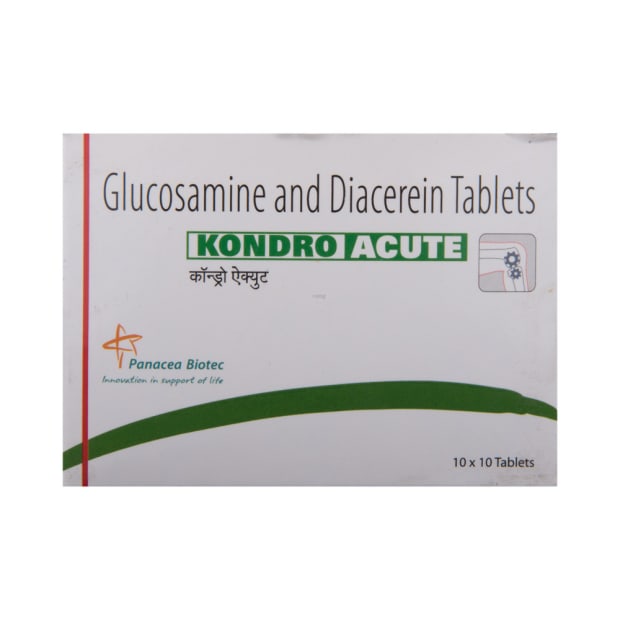 Glucosamine and Diacerein Tablets
KONDRO ACUTE
कॉन्ड्रो ऐक्युट
Panacea Biotec
Innovation in support of life
10 x 10 Tablets